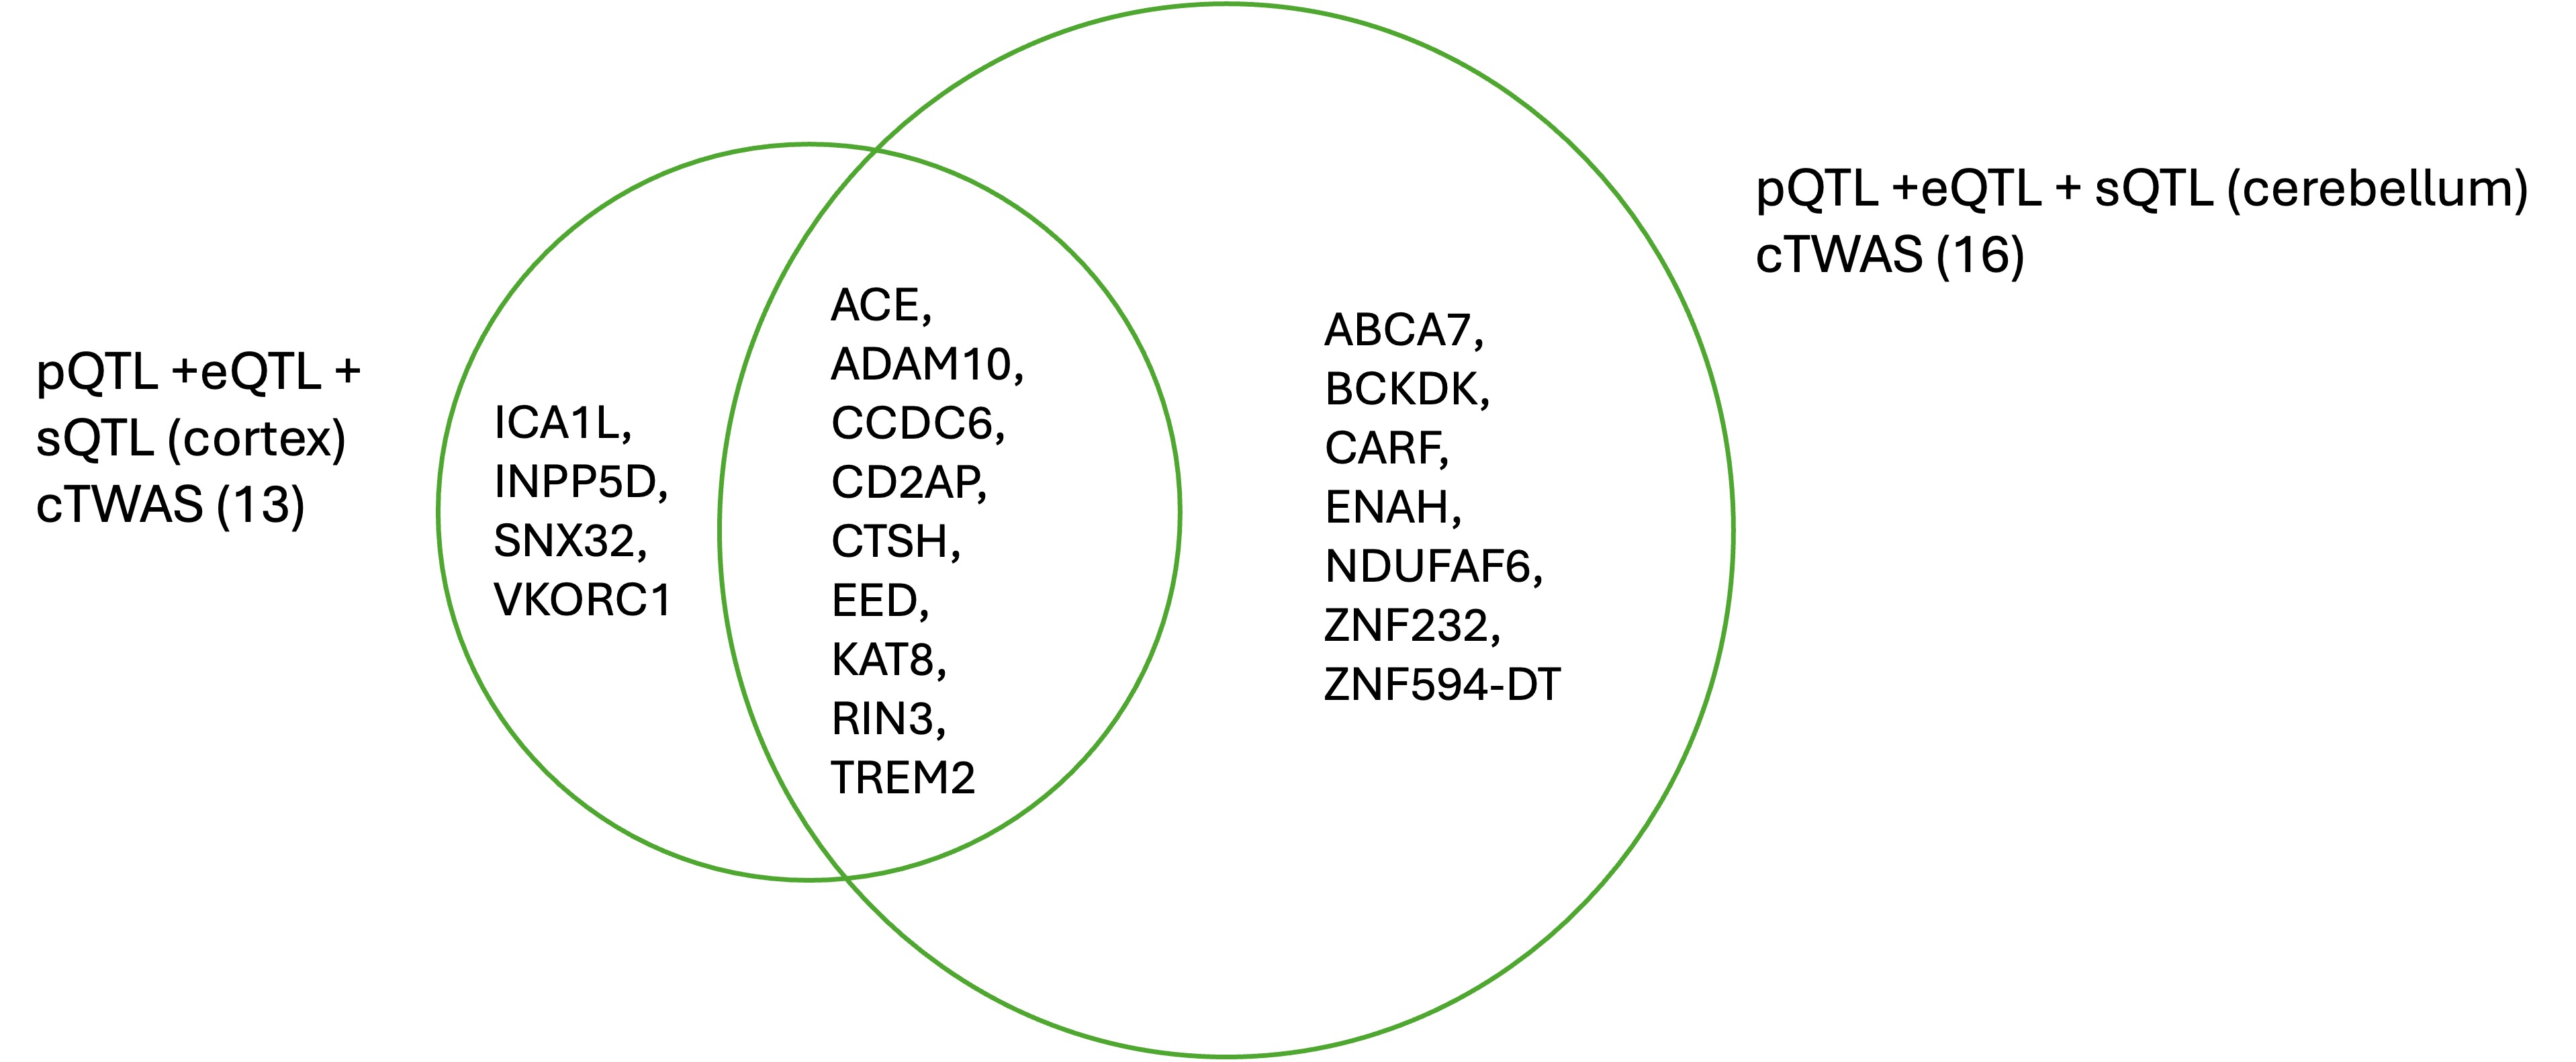 pQTL +eQTL +
sQTL (cortex)
cTWAS (13)
ICA1L,
INPP5D,
SNX32,
VKORC1
ACE,
ADAM10,
CCDC6,
CD2AP,
CTSH,
EED,
KAT8,
RIN3,
TREM2
ABCA7,
BCKDK,
CARF,
ENAH,
NDUFAF6,
ZNF232,
ZNF594-DT
pQTL +eQTL + sQTL (cerebellum)
cTWAS (16)